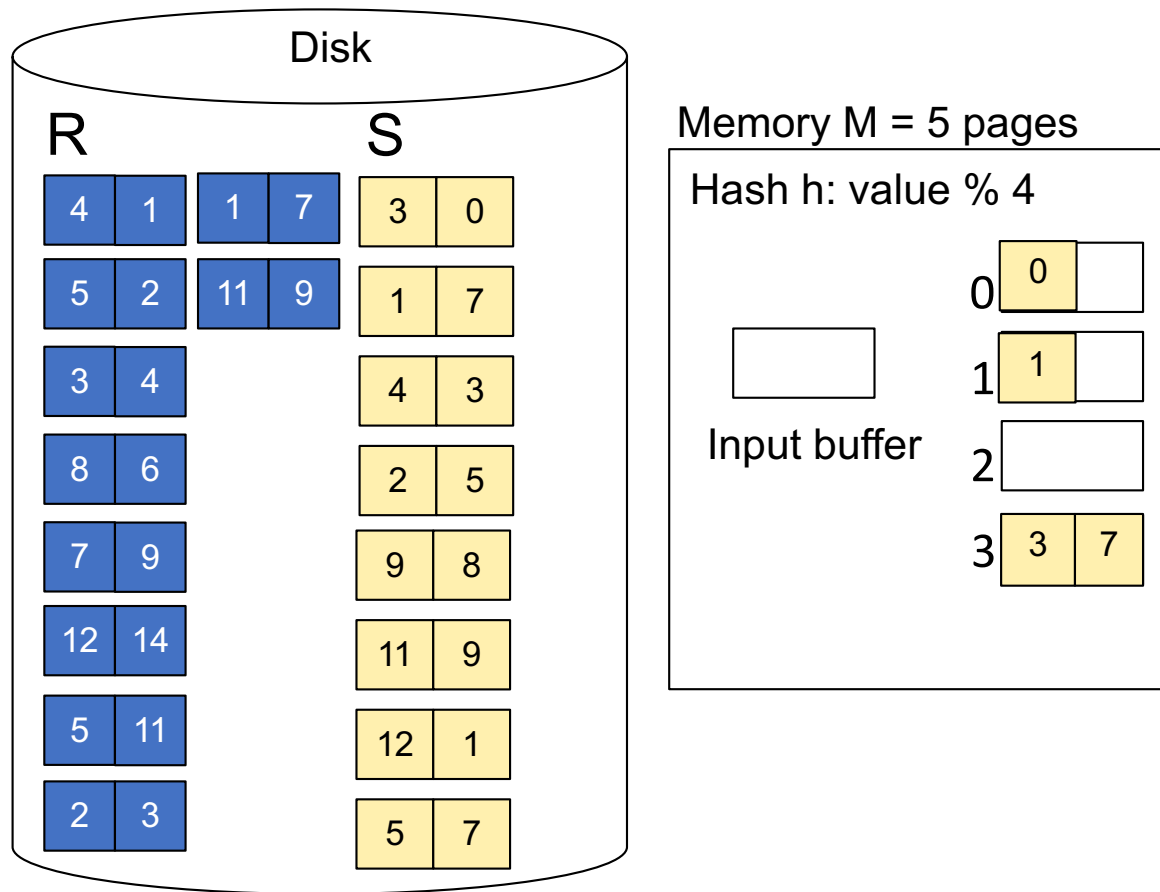 Disk
R S
4 1 1 7 3 0
5 2 11 9 1 7
3 4 4 3
8 6 2 5
7 9 9 8
12 14 11 9
5 11 12 1
2 3 5 7
Memory M = 5 pages
Hash h: value % 4
0 0
1 1
Input buffer
2
3 3 7